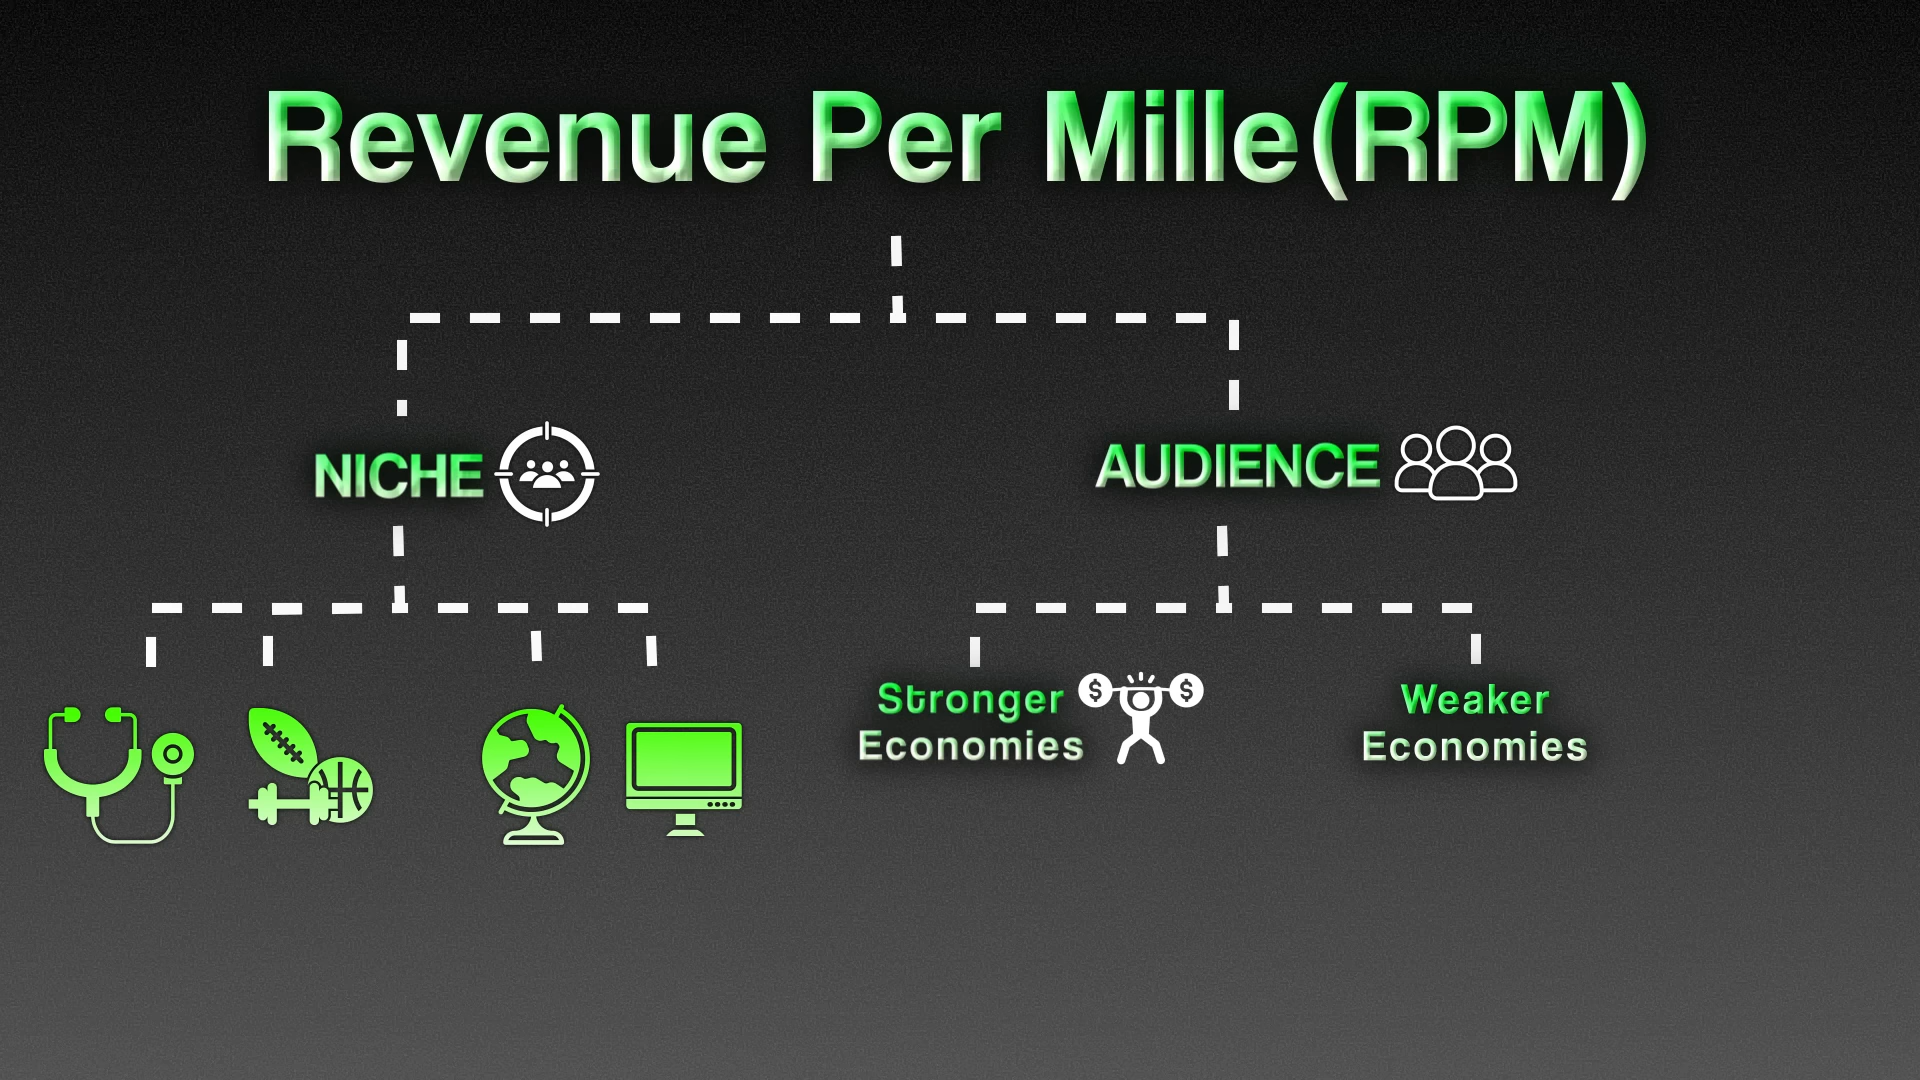 Revenue Per Mille(RPM)
NICHE
AUDIENCE
Stronger
Economies
$ $
Weaker
Economies